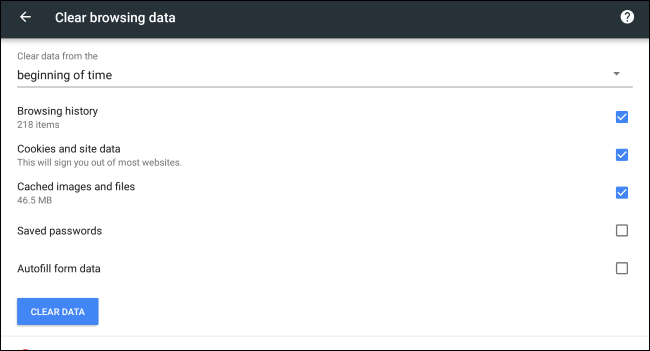 Clear browsing data
?
Clear data from the
beginning of time
Browsing history
218 items
Cookies and site data
This will sign you out of most websites.
Cached images and files
46.5 MB
Saved passwords
Autofill form data
CLEAR DATA